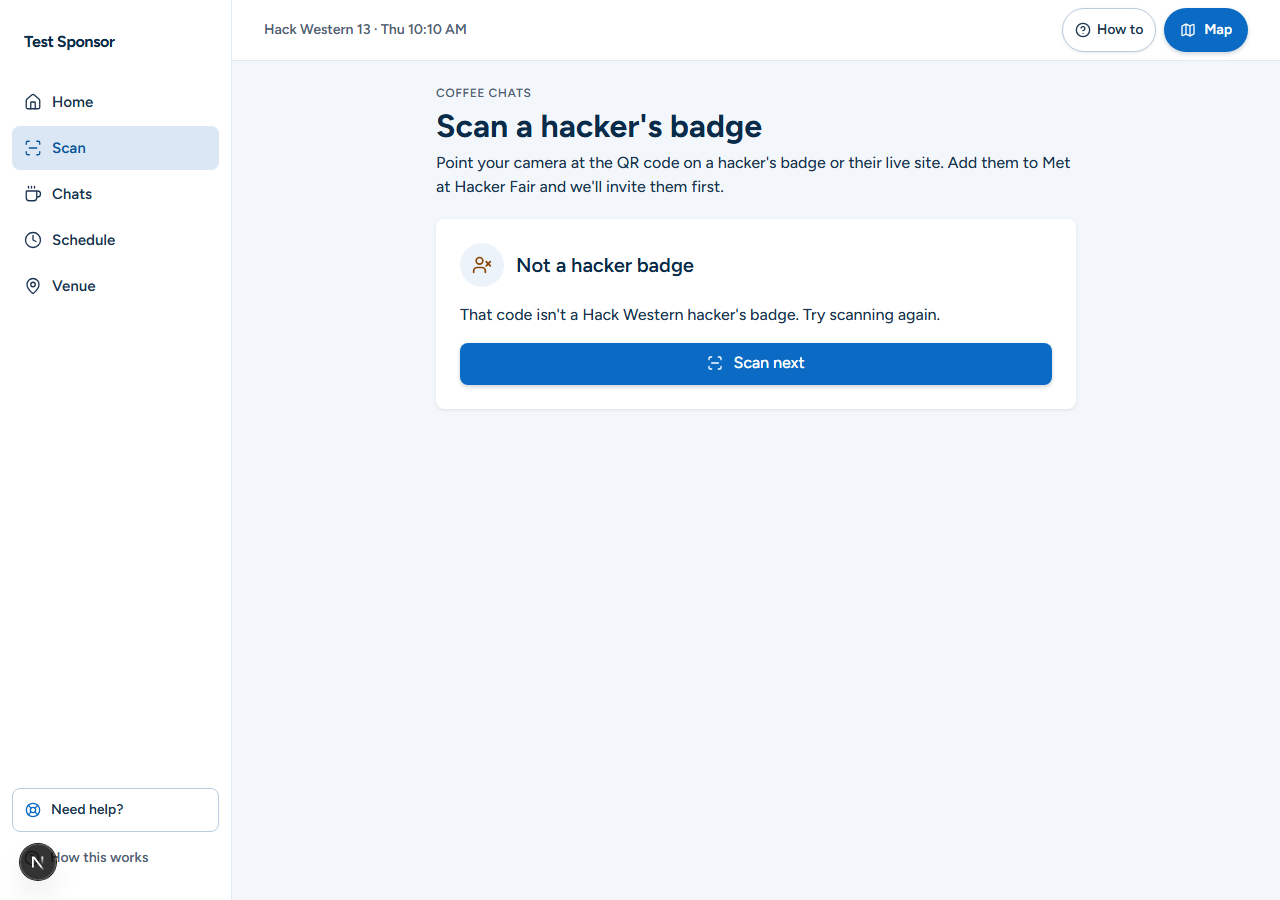 Test Sponsor
Home
Scan
Chats
Schedule
Venue
Need help?
How this works
N
Hack Western 13 · Thu 10:10 AM
How to
Map
COFFEE CHATS
Scan a hacker's badge
Point your camera at the QR code on a hacker's badge or their live site. Add them to Met
at Hacker Fair and we'll invite them first.
Not a hacker badge
That code isn't a Hack Western hacker's badge. Try scanning again.
Scan next